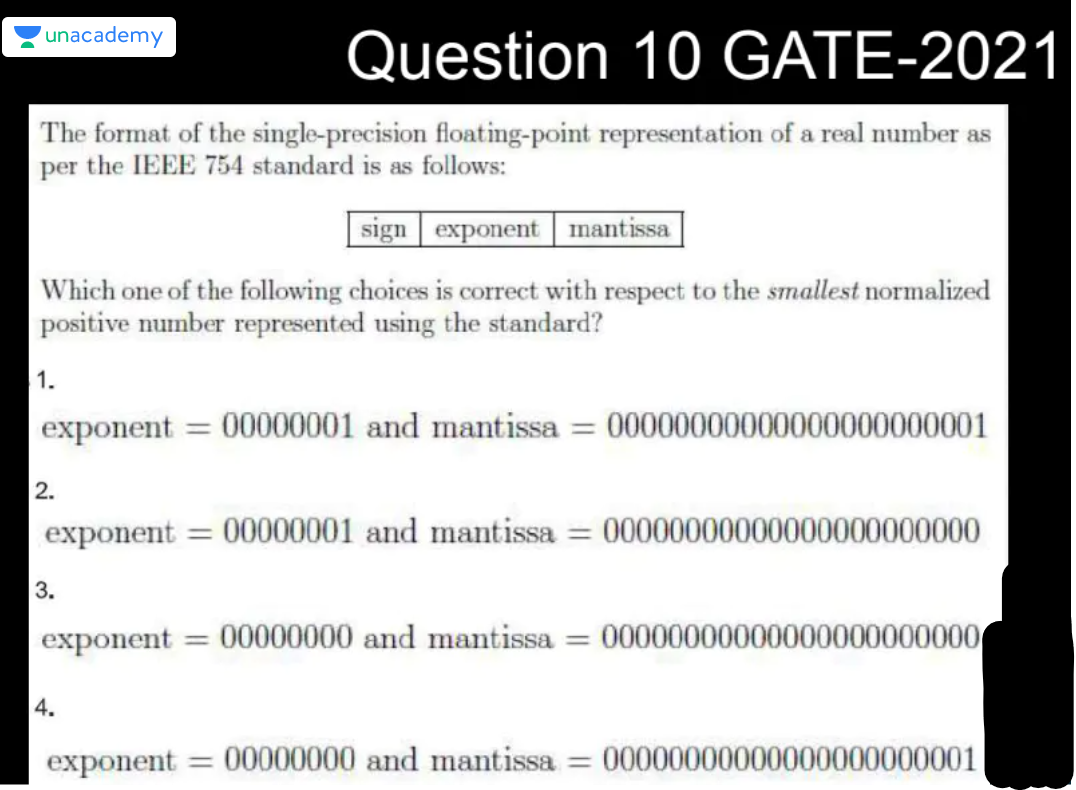 unacademy
Question 10 GATE-2021
The format of the single-precision floating-point representation of a real number as
per the IEEE 754 standard is as follows:
sign exponent mantissa
Which one of the following choices is correct with respect to the smallest normalized
positive number represented using the standard?
1.
exponent = 00000001 and mantissa = 00000000000000000000001
2.
exponent = 00000001 and mantissa = 00000000000000000000000
3.
exponent = 00000000 and mantissa = 00000000000000000000000
4.
exponent = 00000000 and mantissa = 00000000000000000000001